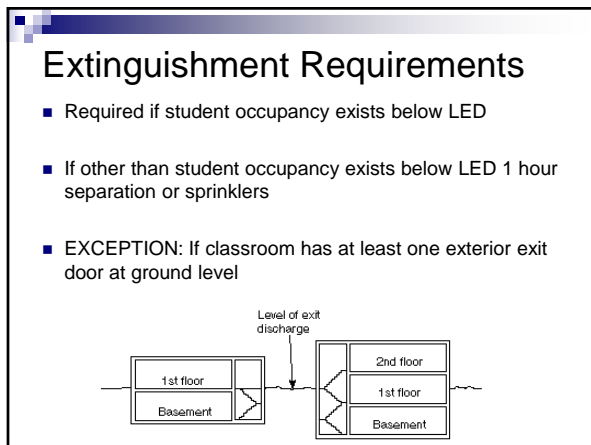 Extinguishment Requirements
Required if student occupancy exists below LED
If other than student occupancy exists below LED 1 hour
separation or sprinklers
EXCEPTION: If classroom has at least one exterior exit
door at ground level
Level of exit
discharge
1st floor
Basement
2nd floor
1st floor
Basement